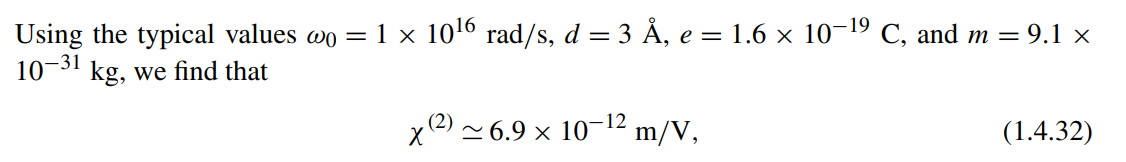 Using the typical values ω₀ = 1 × 10¹⁶ rad/s, d = 3 Å, e = 1.6 × 10⁻¹⁹ C, and m = 9.1 ×
10⁻³¹ kg, we find that
χ⁽²⁾ ≃ 6.9 × 10⁻¹² m/V, (1.4.32)